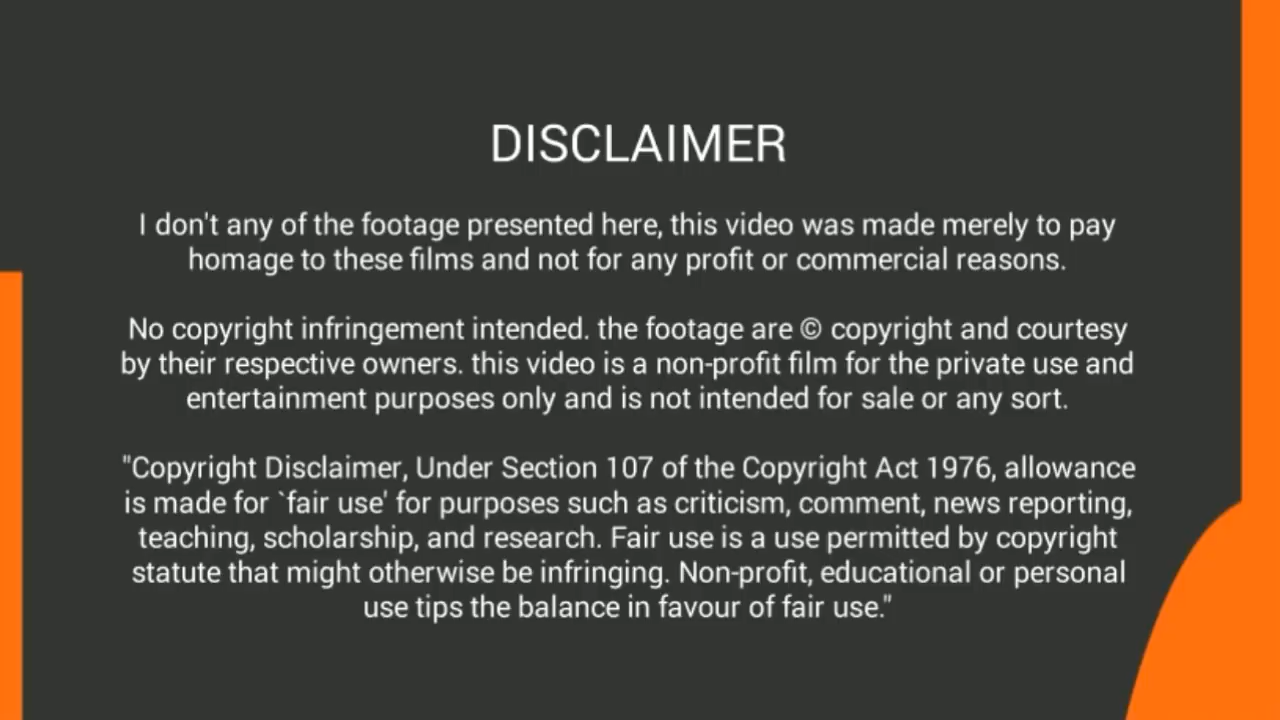 DISCLAIMER
I don't any of the footage presented here, this video was made merely to pay
homage to these films and not for any profit or commercial reasons.
No copyright infringement intended. the footage are © copyright and courtesy
by their respective owners. this video is a non-profit film for the private use and
entertainment purposes only and is not intended for sale or any sort.
"Copyright Disclaimer, Under Section 107 of the Copyright Act 1976, allowance
is made for `fair use' for purposes such as criticism, comment, news reporting,
teaching, scholarship, and research. Fair use is a use permitted by copyright
statute that might otherwise be infringing. Non-profit, educational or personal
use tips the balance in favour of fair use."